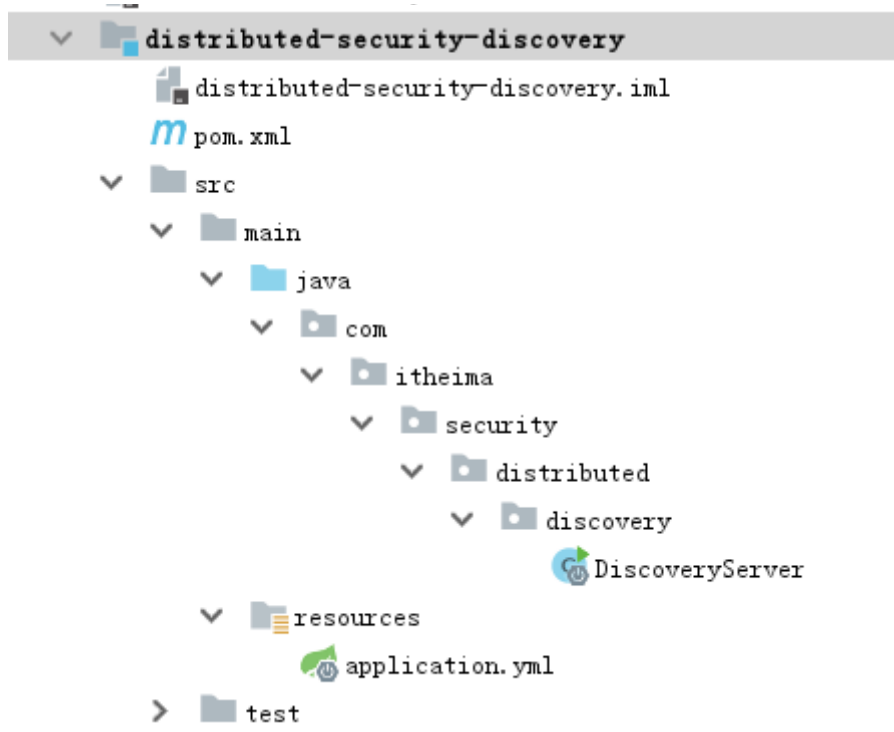 distributed-security-discovery
distributed-security-discovery.iml
pom.xml
src
main
java
com
itheima
security
distributed
discovery
DiscoveryServer
resources
application.yml
test